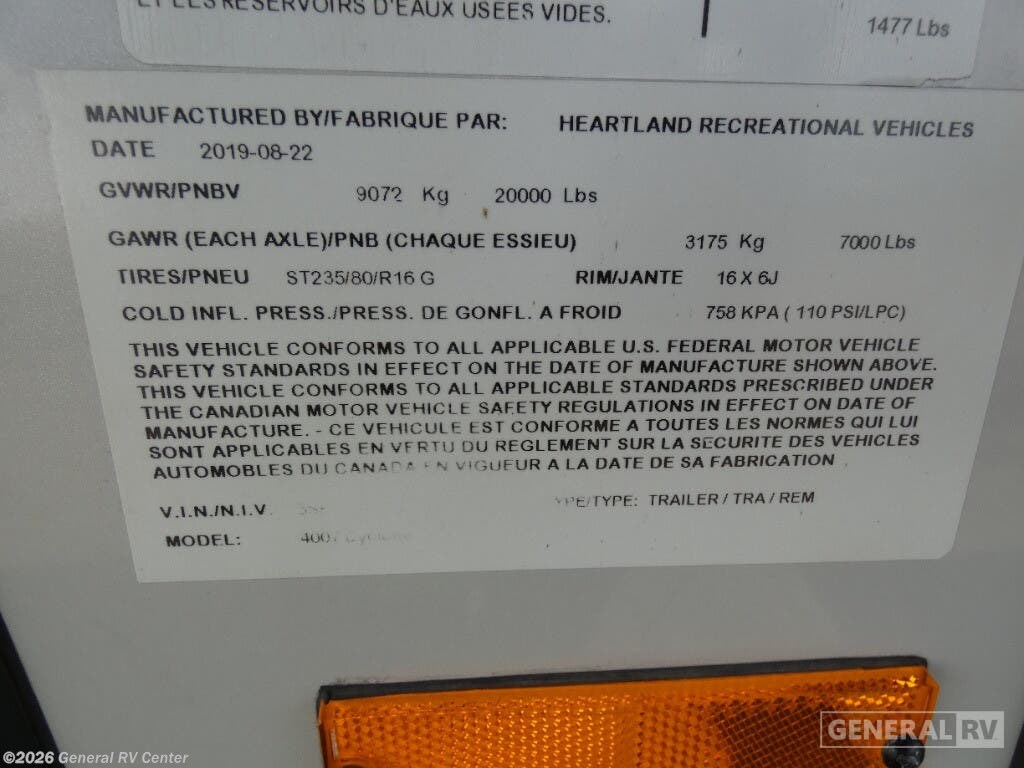 ET LES RESERVOIRS D'EAUX USEES VIDES.
1477 Lbs
MANUFACTURED BY/FABRIQUE PAR: HEARTLAND RECREATIONAL VEHICLES
DATE 2019-08-22
GVWR/PNBV 9072 Kg 20000 Lbs
GAWR (EACH AXLE)/PNB (CHAQUE ESSIEU) 3175 Kg 7000 Lbs
TIRES/PNEU ST235/80/R16 G RIM/JANTE 16 X 6J
COLD INFL. PRESS./PRESS. DE GONFL. A FROID 758 KPA ( 110 PSI/LPC)
THIS VEHICLE CONFORMS TO ALL APPLICABLE U.S. FEDERAL MOTOR VEHICLE
SAFETY STANDARDS IN EFFECT ON THE DATE OF MANUFACTURE SHOWN ABOVE.
THIS VEHICLE CONFORMS TO ALL APPLICABLE STANDARDS PRESCRIBED UNDER
THE CANADIAN MOTOR VEHICLE SAFETY REGULATIONS IN EFFECT ON DATE OF
MANUFACTURE. - CE VEHICULE EST CONFORME A TOUTES LES NORMES QUI LUI
SONT APPLICABLES EN VERTU DU REGLEMENT SUR LA SECURITE DES VEHICLES
AUTOMOBILES DU CANADA EN VIGUEUR A LA DATE DE SA FABRICATION
V.I.N./N.I.V. YPE/TYPE: TRAILER / TRA / REM
MODEL: Cyclone
GENERAL RV
©2026 General RV Center